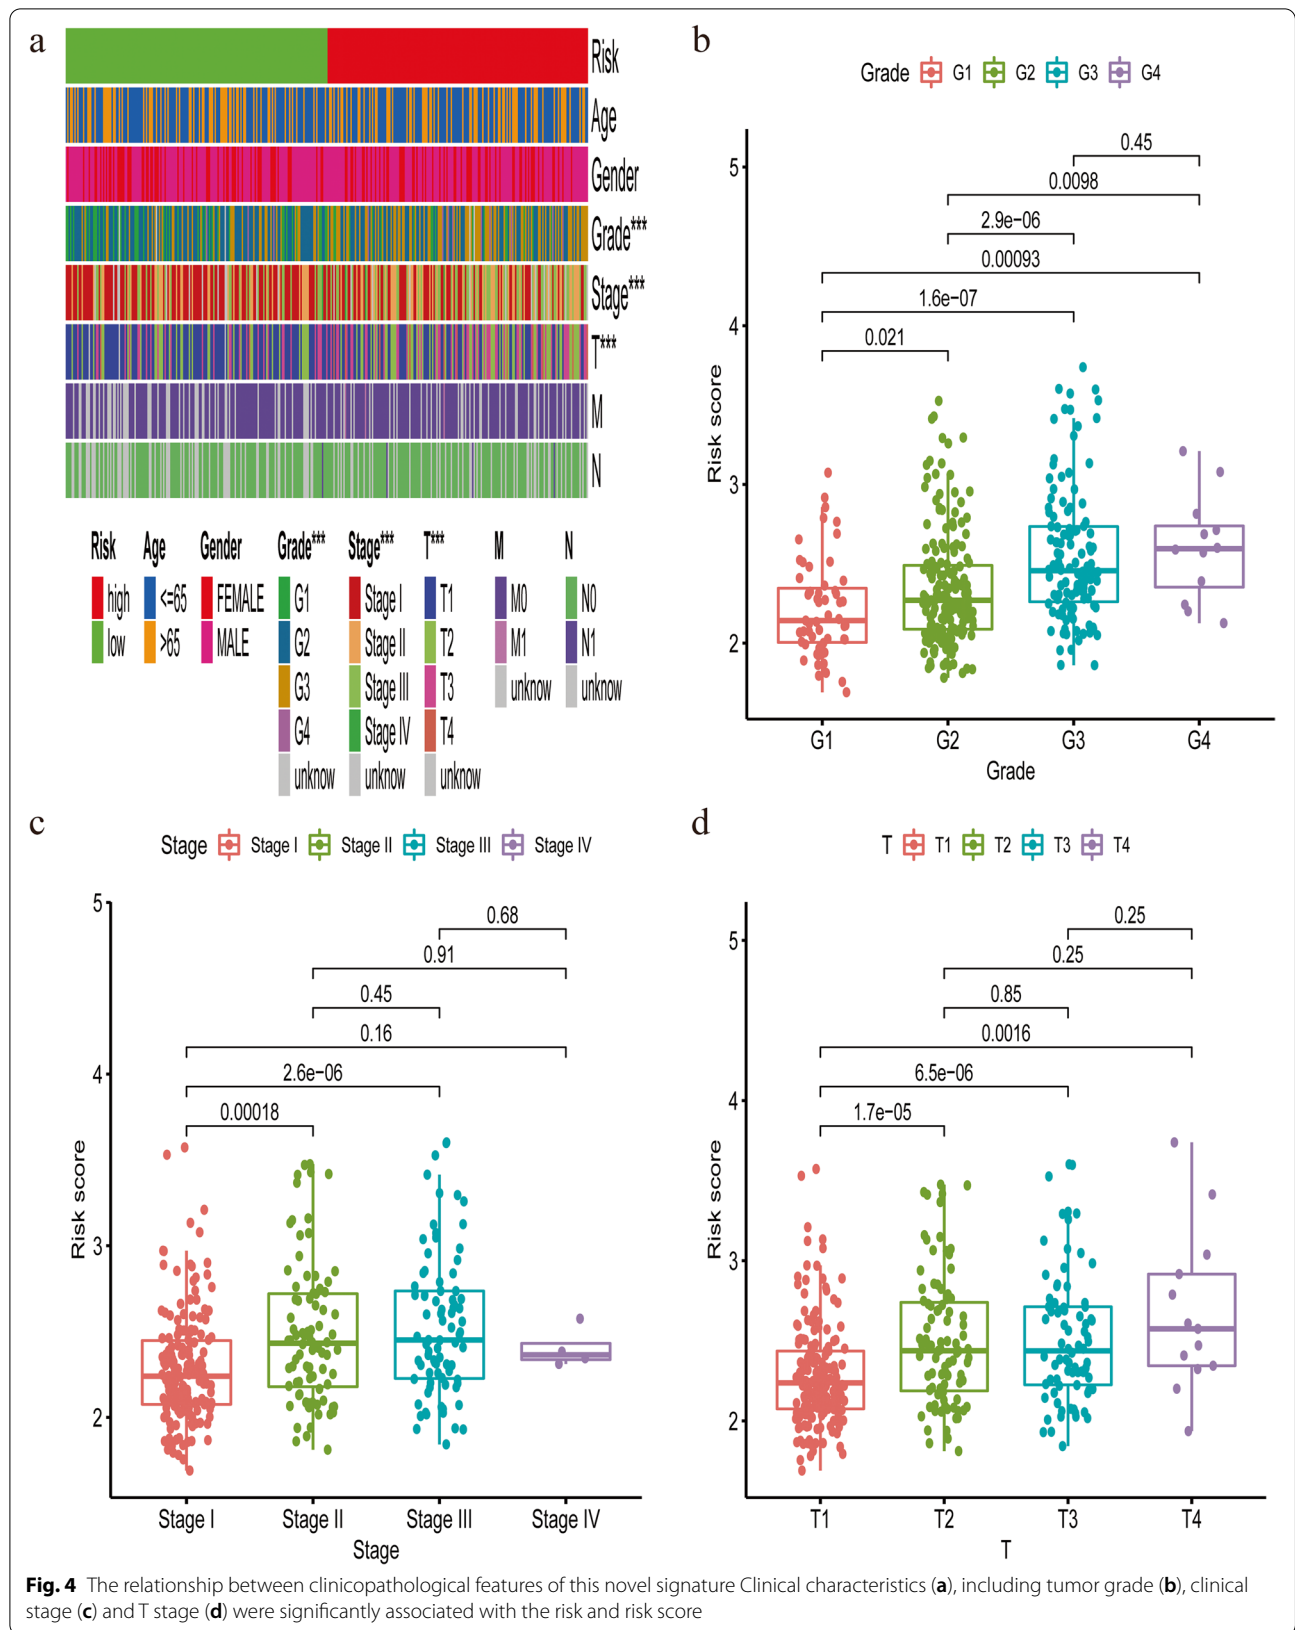 a
Risk
Age
Gender
Grade***
Stage***
T***
M
N
Risk Age Gender Grade*** Stage*** T*** M N
high <=65 FEMALE G1 Stage I T1 M0 N0
low >65 MALE G2 Stage II T2 M1 N1
G3 Stage III T3 unknow unknow
G4 Stage IV T4
unknow unknow unknow
b
Grade G1 G2 G3 G4
5
4
3
2
Risk score
0.45
0.0098
2.9e−06
0.00093
1.6e−07
0.021
G1 G2 G3 G4
Grade
c
Stage Stage I Stage II Stage III Stage IV
5
4
3
2
Risk score
0.68
0.91
0.45
0.16
2.6e−06
0.00018
Stage I Stage II Stage III Stage IV
Stage
d
T T1 T2 T3 T4
5
4
3
2
Risk score
0.25
0.25
0.85
0.0016
6.5e−06
1.7e−05
T1 T2 T3 T4
T
Fig. 4 The relationship between clinicopathological features of this novel signature Clinical characteristics (a), including tumor grade (b), clinical
stage (c) and T stage (d) were significantly associated with the risk and risk score